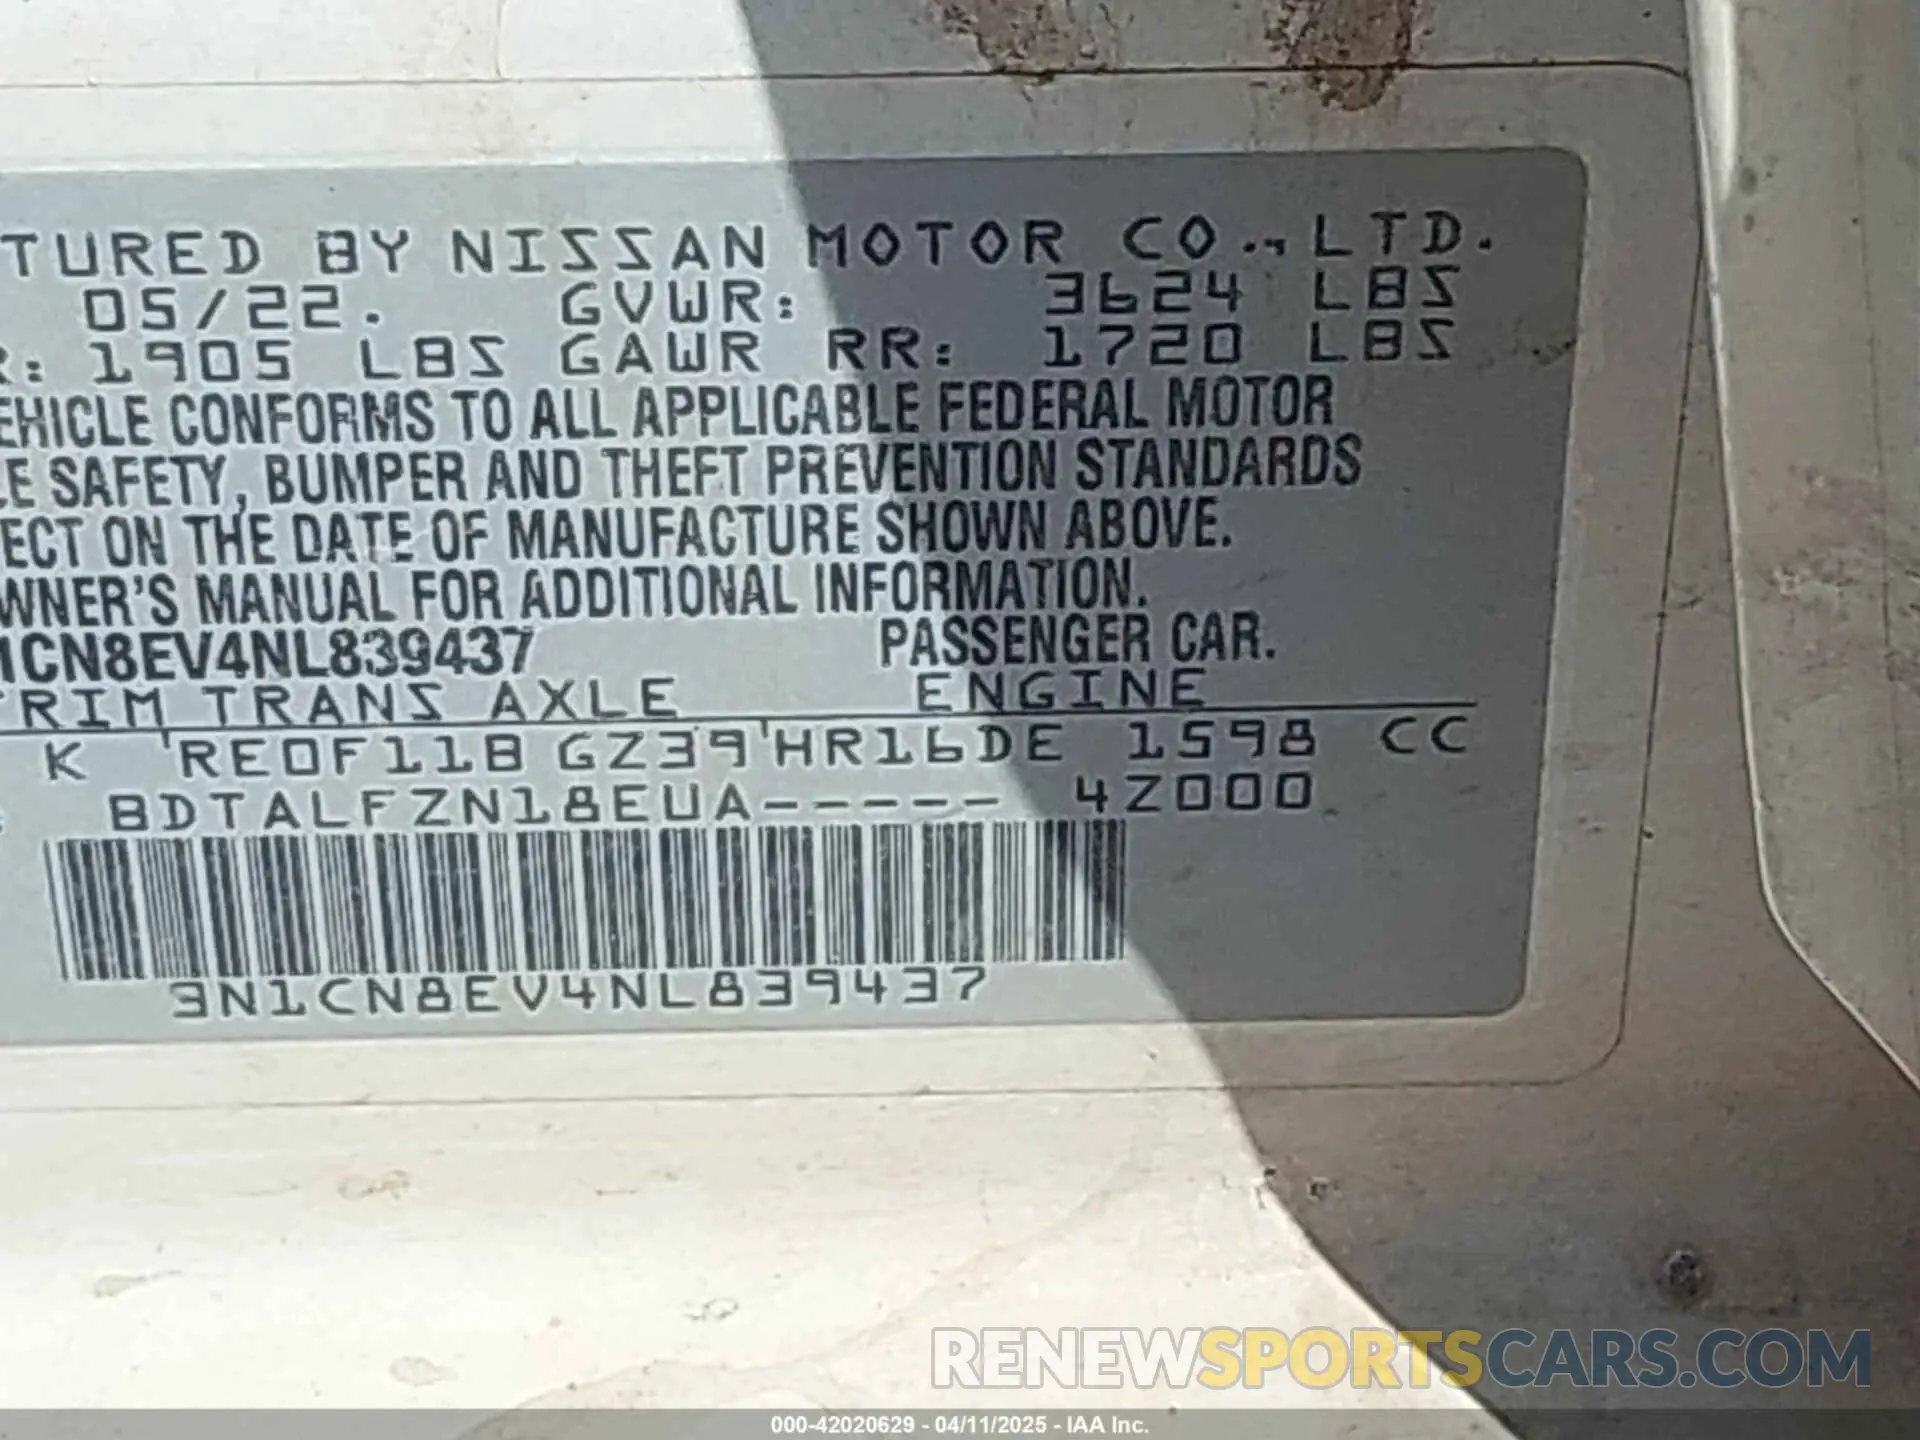 TURED BY NISSAN MOTOR CO., LTD.
05/22. GVWR: 3624 LBS
R: 1905 LBS GAWR RR: 1720 LBS
EHICLE CONFORMS TO ALL APPLICABLE FEDERAL MOTOR
LE SAFETY, BUMPER AND THEFT PREVENTION STANDARDS
ECT ON THE DATE OF MANUFACTURE SHOWN ABOVE.
WNER'S MANUAL FOR ADDITIONAL INFORMATION.
1CN8EV4NL839437 PASSENGER CAR.
TRIM TRANS AXLE ENGINE
K RE0F11B GZ39 HR16DE 1598 CC
BDTALFZN18EUA----- 4Z000
3N1CN8EV4NL839437
RENEWSPORTSCARS.COM
000-42020629 - 04/11/2025 - IAA Inc.